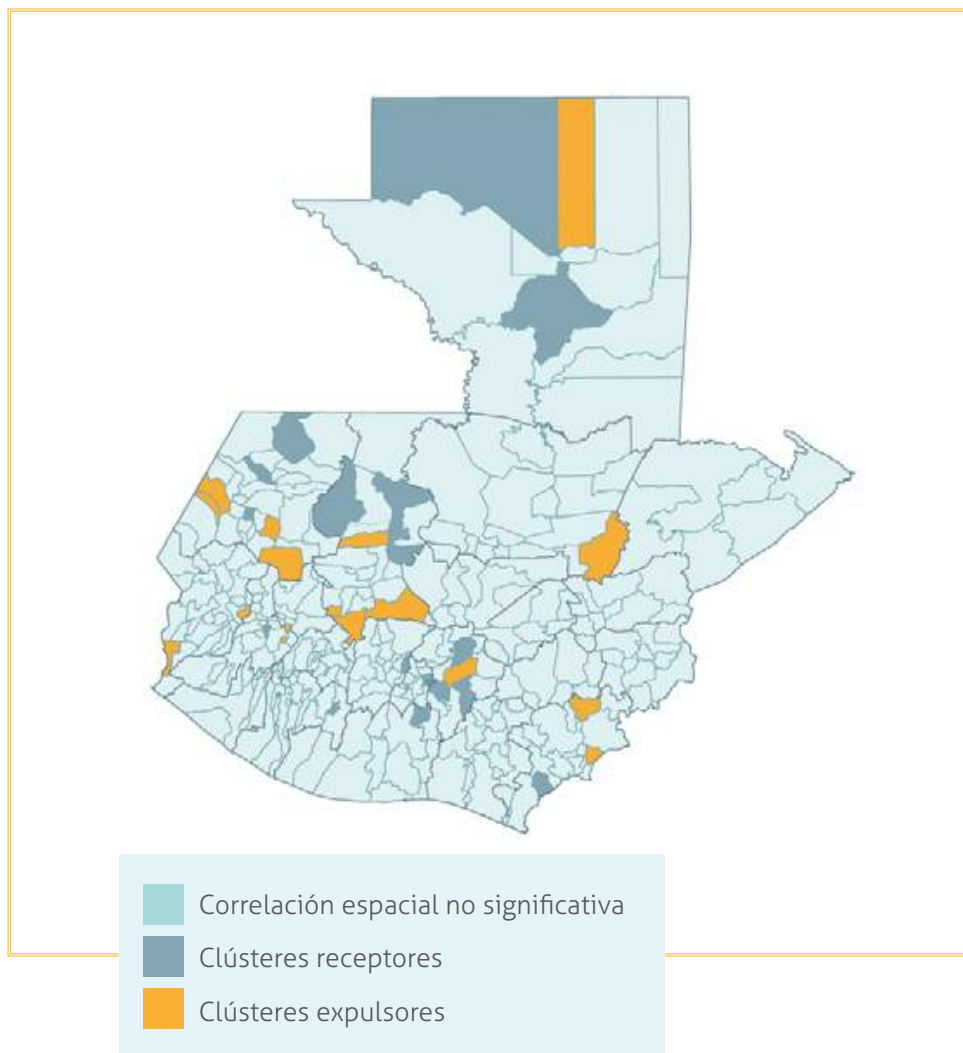 Correlación espacial no significativa
Clústeres receptores
Clústeres expulsores